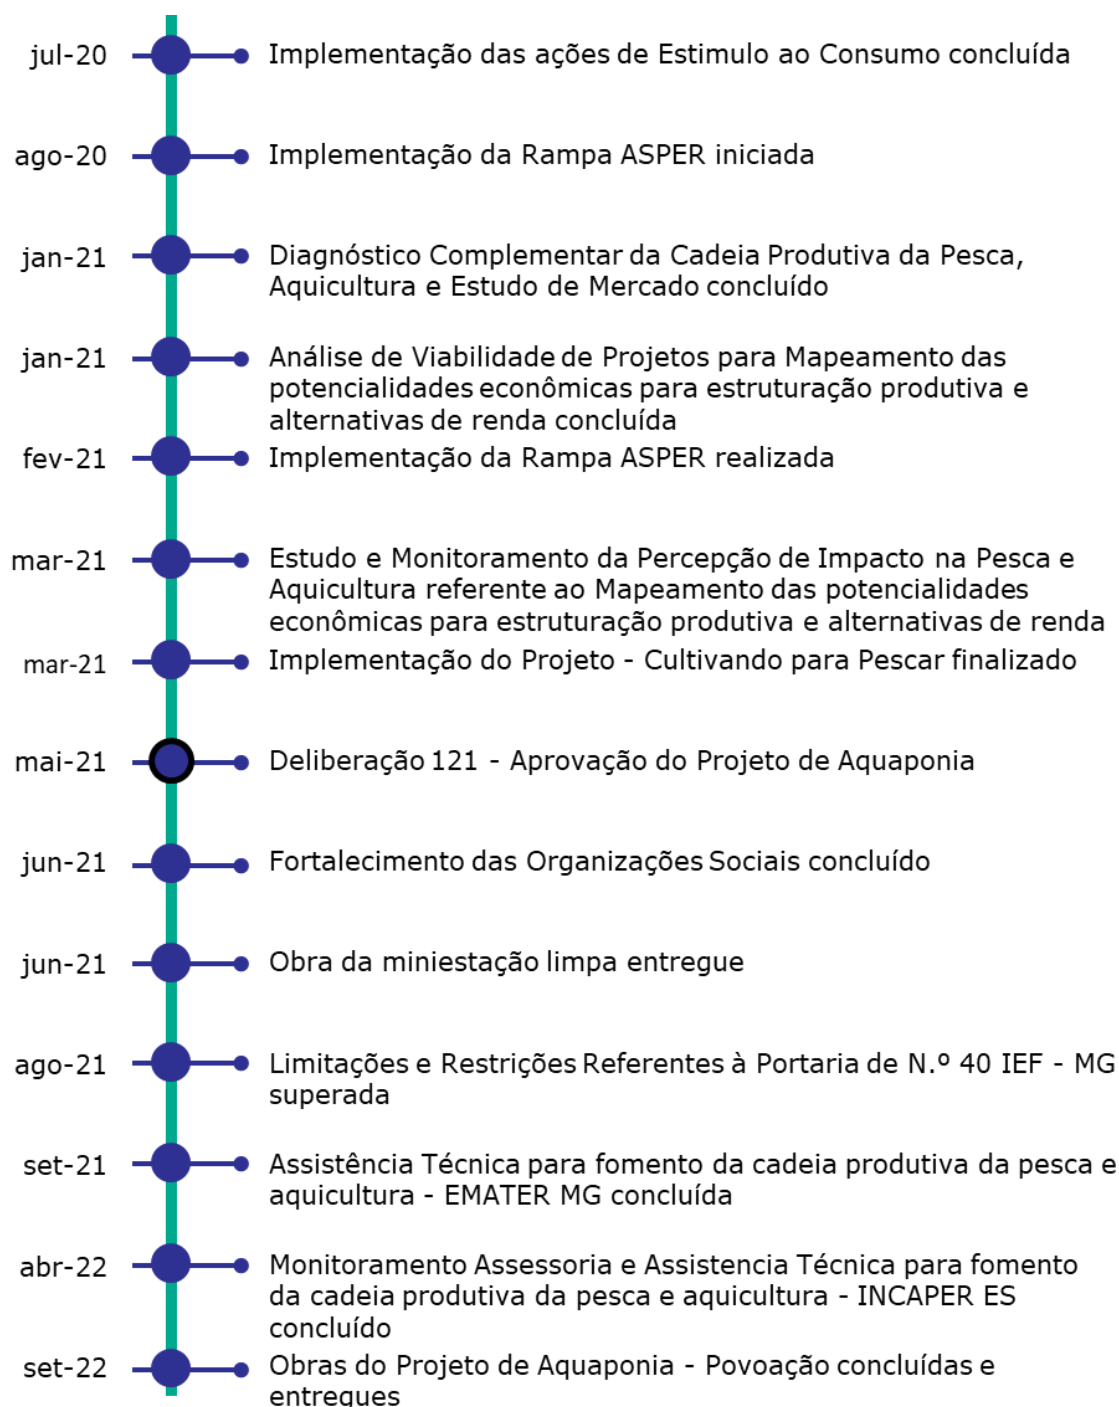 jul-20 Implementação das ações de Estimulo ao Consumo concluída
ago-20 Implementação da Rampa ASPER iniciada
jan-21 Diagnóstico Complementar da Cadeia Produtiva da Pesca,
Aquicultura e Estudo de Mercado concluído
jan-21 Análise de Viabilidade de Projetos para Mapeamento das
potencialidades econômicas para estruturação produtiva e
alternativas de renda concluída
fev-21 Implementação da Rampa ASPER realizada
mar-21 Estudo e Monitoramento da Percepção de Impacto na Pesca e
Aquicultura referente ao Mapeamento das potencialidades
econômicas para estruturação produtiva e alternativas de renda
mar-21 Implementação do Projeto - Cultivando para Pescar finalizado
mai-21 Deliberação 121 - Aprovação do Projeto de Aquaponia
jun-21 Fortalecimento das Organizações Sociais concluído
jun-21 Obra da miniestação limpa entregue
ago-21 Limitações e Restrições Referentes à Portaria de N.º 40 IEF - MG
superada
set-21 Assistência Técnica para fomento da cadeia produtiva da pesca e
aquicultura - EMATER MG concluída
abr-22 Monitoramento Assessoria e Assistencia Técnica para fomento
da cadeia produtiva da pesca e aquicultura - INCAPER ES
concluído
set-22 Obras do Projeto de Aquaponia - Povoação concluídas e
entregues